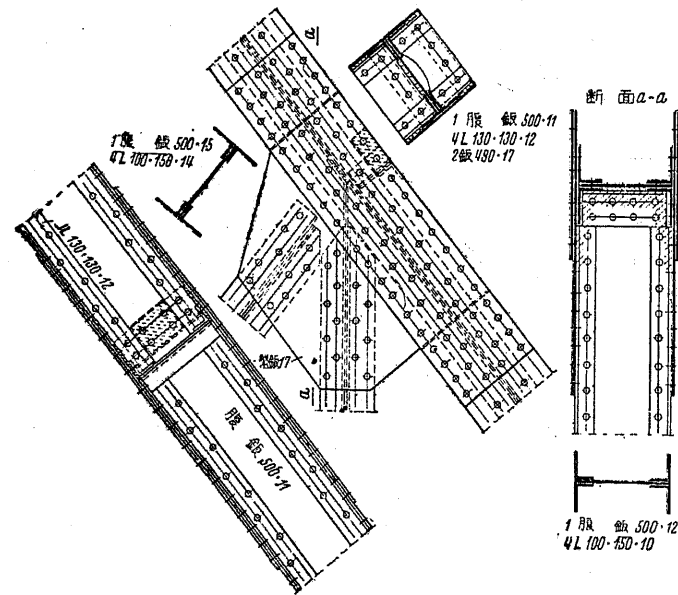 a
断面a-a
1 腹 鈑 500·11
4L 130·130·12
2鈑 480·17
1 腹 鈑 500·15
4L 100·150·14
130·130·12
17
a
腹 鈑 500·11
1 腹 鈑 500·12
4L 100·150·10